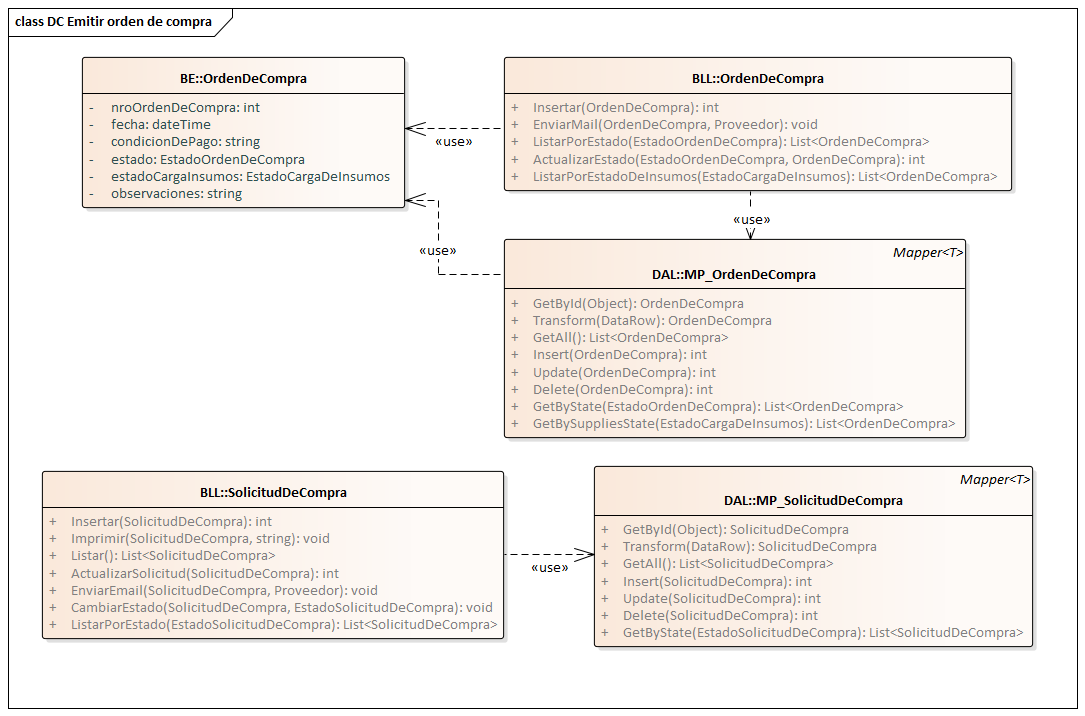 class DC Emitir orden de compra
BE::OrdenDeCompra
- nroOrdenDeCompra: int
- fecha: dateTime
- condicionDePago: string
- estado: EstadoOrdenDeCompra
- estadoCargaInsumos: EstadoCargaDeInsumos
- observaciones: string
«use»
BLL::OrdenDeCompra
+ Insertar(OrdenDeCompra): int
+ EnviarMail(OrdenDeCompra, Proveedor): void
+ ListarPorEstado(EstadoOrdenDeCompra): List<OrdenDeCompra>
+ ActualizarEstado(EstadoOrdenDeCompra, OrdenDeCompra): int
+ ListarPorEstadoDeInsumos(EstadoCargaDeInsumos): List<OrdenDeCompra>
«use»
«use»
Mapper<T>
DAL::MP_OrdenDeCompra
+ GetById(Object): OrdenDeCompra
+ Transform(DataRow): OrdenDeCompra
+ GetAll(): List<OrdenDeCompra>
+ Insert(OrdenDeCompra): int
+ Update(OrdenDeCompra): int
+ Delete(OrdenDeCompra): int
+ GetByState(EstadoOrdenDeCompra): List<OrdenDeCompra>
+ GetBySuppliesState(EstadoCargaDeInsumos): List<OrdenDeCompra>
BLL::SolicitudDeCompra
+ Insertar(SolicitudDeCompra): int
+ Imprimir(SolicitudDeCompra, string): void
+ Listar(): List<SolicitudDeCompra>
+ ActualizarSolicitud(SolicitudDeCompra): int
+ EnviarEmail(SolicitudDeCompra, Proveedor): void
+ CambiarEstado(SolicitudDeCompra, EstadoSolicitudDeCompra): void
+ ListarPorEstado(EstadoSolicitudDeCompra): List<SolicitudDeCompra>
«use»
Mapper<T>
DAL::MP_SolicitudDeCompra
+ GetById(Object): SolicitudDeCompra
+ Transform(DataRow): SolicitudDeCompra
+ GetAll(): List<SolicitudDeCompra>
+ Insert(SolicitudDeCompra): int
+ Update(SolicitudDeCompra): int
+ Delete(SolicitudDeCompra): int
+ GetByState(EstadoSolicitudDeCompra): List<SolicitudDeCompra>